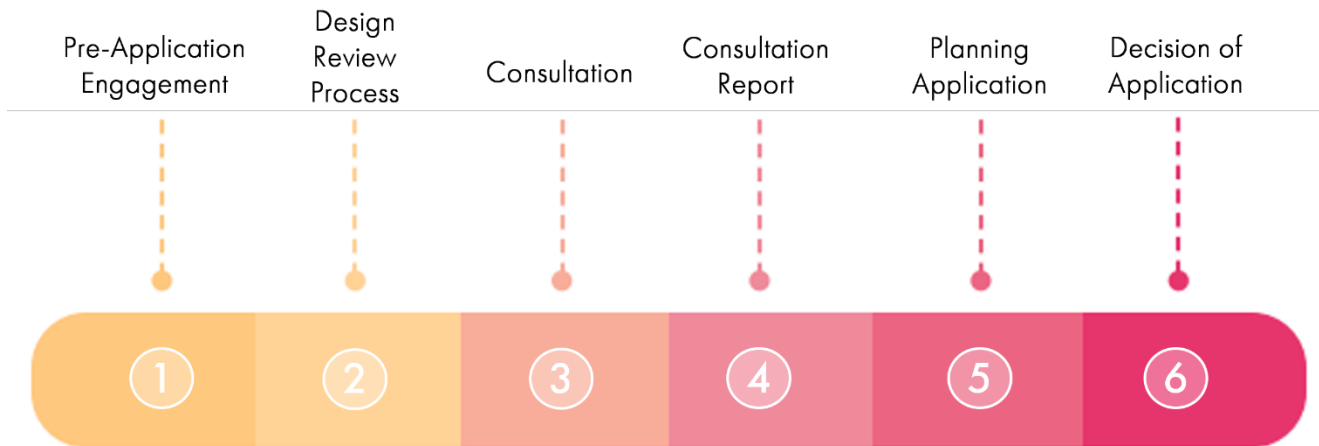 Pre-Application
Engagement
Design
Review
Process
Consultation
Consultation
Report
Planning
Application
Decision of
Application
1
2
3
4
5
6